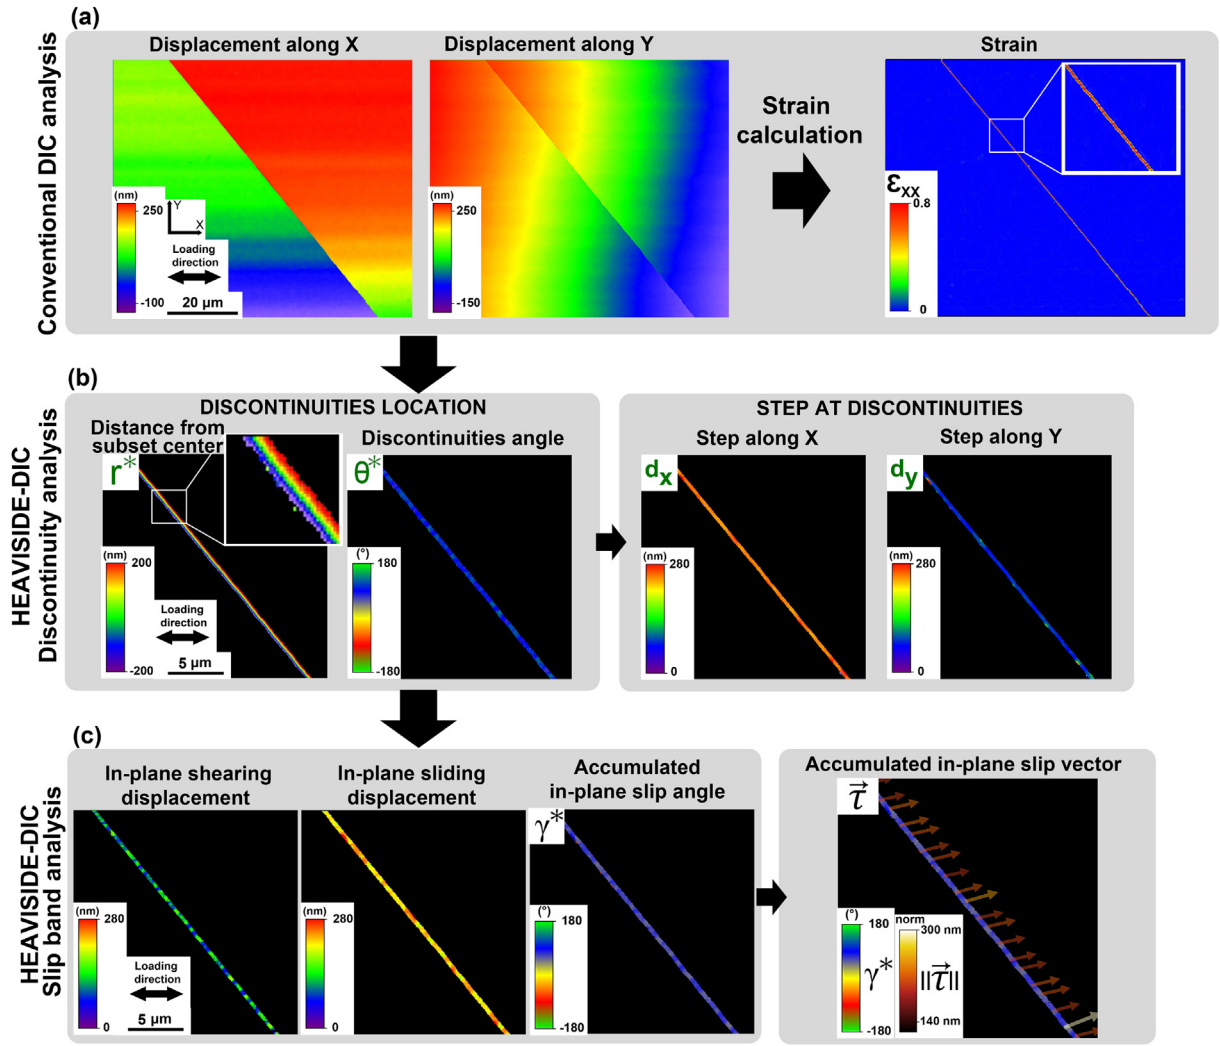 (a)
Conventional DIC analysis
Displacement along X
Displacement along Y
Strain
Strain
calculation
(nm)
250
-100
Y
X
Loading
direction
20 µm
(nm)
250
-150
εxx
0.8
0
(b)
HEAVISIDE-DIC
Discontinuity analysis
DISCONTINUITIES LOCATION
Distance from
subset center
r*
(nm)
200
-200
Loading
direction
5 µm
Discontinuities angle
θ*
(°)
180
-180
STEP AT DISCONTINUITIES
Step along X
dx
(nm)
280
0
Step along Y
dy
(nm)
280
0
(c)
HEAVISIDE-DIC
Slip band analysis
In-plane shearing
displacement
(nm)
280
0
Loading
direction
5 µm
In-plane sliding
displacement
(nm)
280
0
Accumulated
in-plane slip angle
γ*
(°)
180
-180
Accumulated in-plane slip vector
τ⃗
(°)
180
γ*
-180
norm
300 nm
||τ⃗||
140 nm